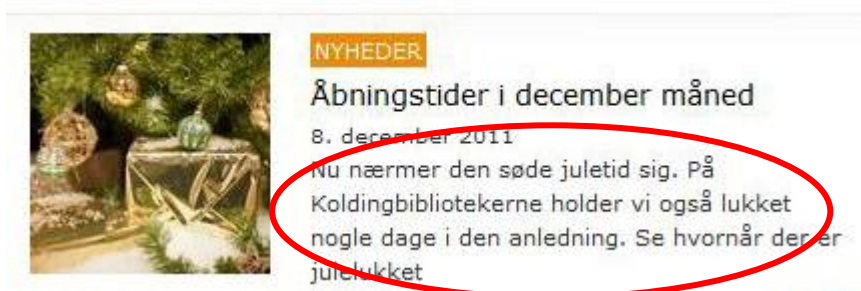 NYHEDER
Åbningstider i december måned
8. december 2011
Nu nærmer den søde juletid sig. På
Koldingbibliotekerne holder vi også lukket
nogle dage i den anledning. Se hvornår der er
julelukket